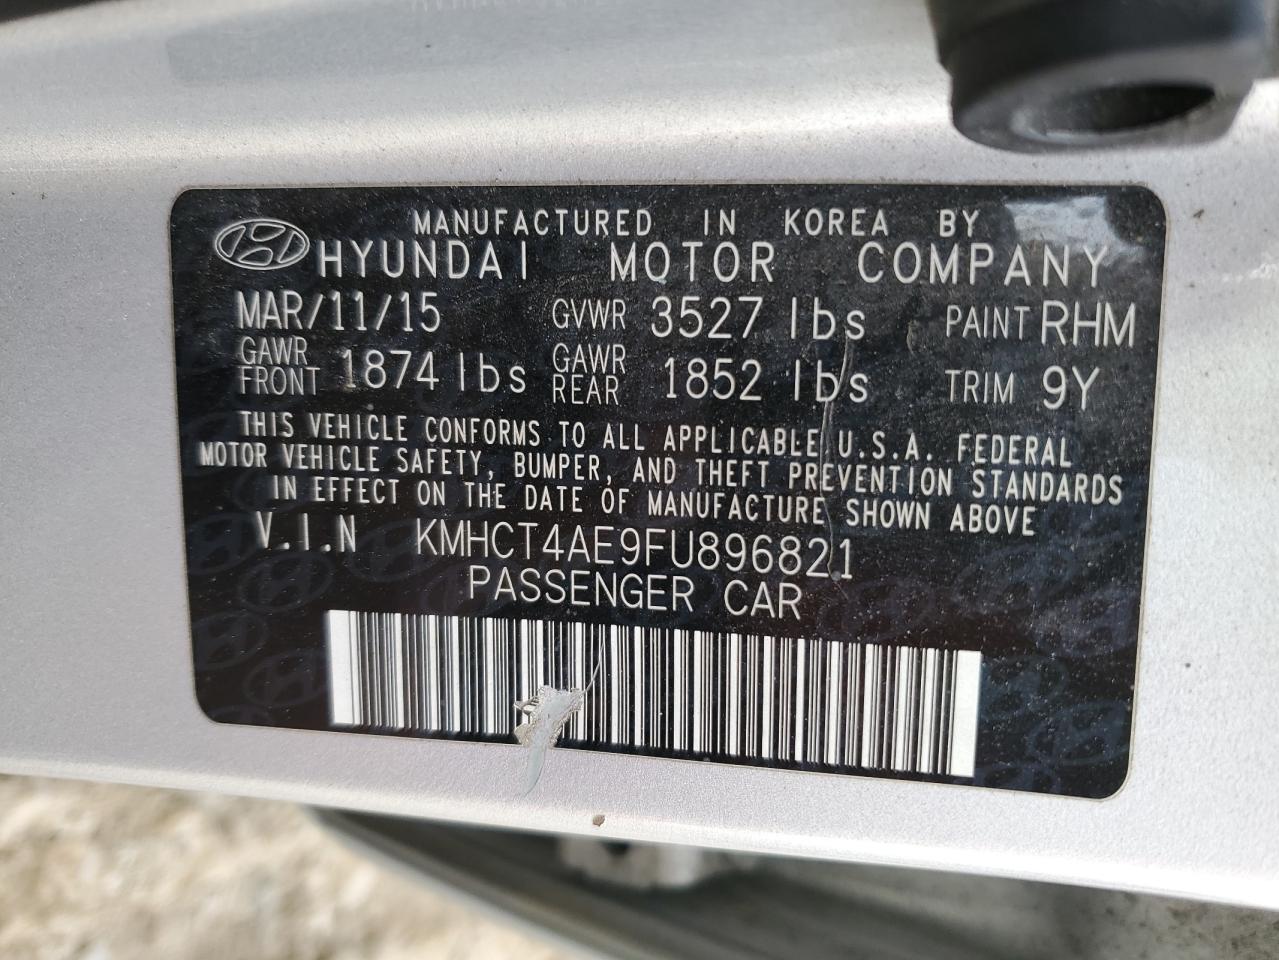 MANUFACTURED IN KOREA BY
HYUNDAI MOTOR COMPANY
MAR/11/15 GVWR 3527 lbs PAINT RHM
GAWR FRONT 1874 lbs GAWR REAR 1852 lbs TRIM 9Y
THIS VEHICLE CONFORMS TO ALL APPLICABLE U.S.A. FEDERAL
MOTOR VEHICLE SAFETY, BUMPER, AND THEFT PREVENTION STANDARDS
IN EFFECT ON THE DATE OF MANUFACTURE SHOWN ABOVE
V.I.N KMHCT4AE9FU896821
PASSENGER CAR